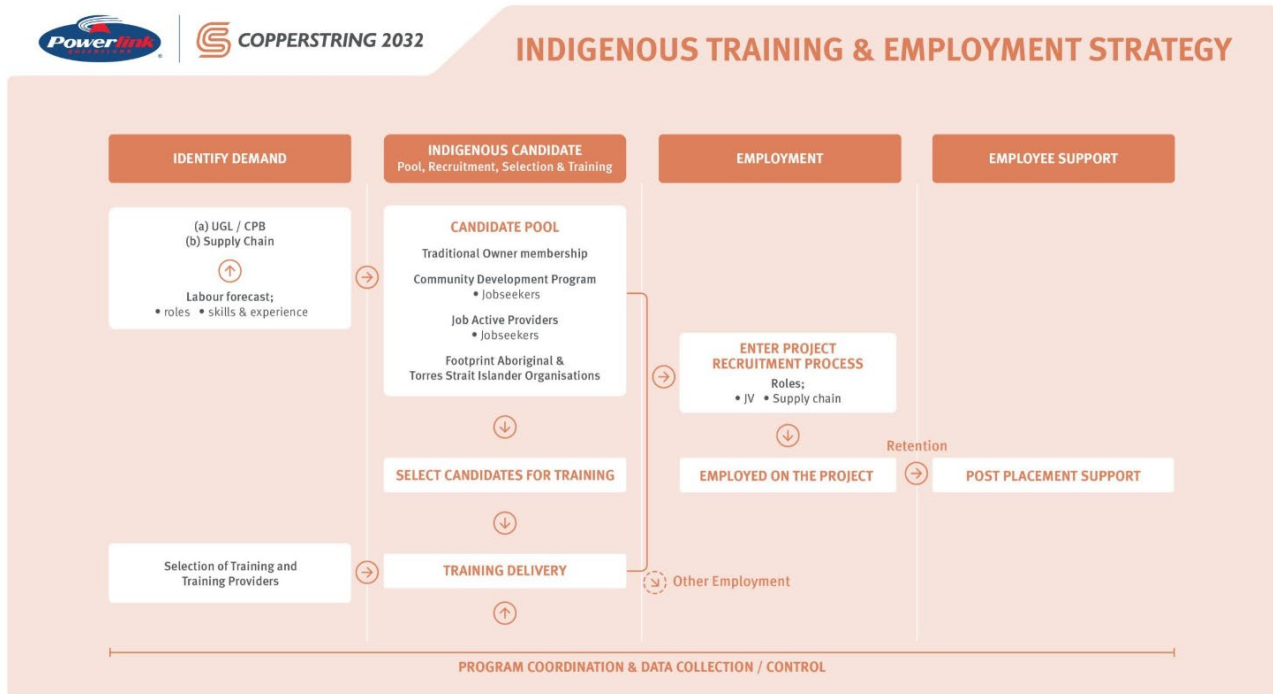 Powerlink
QUEENSLAND
COPPERSTRING 2032
INDIGENOUS TRAINING & EMPLOYMENT STRATEGY
IDENTIFY DEMAND
INDIGENOUS CANDIDATE
Pool, Recruitment, Selection & Training
EMPLOYMENT
EMPLOYEE SUPPORT
(a) UGL / CPB
(b) Supply Chain
Labour forecast;
• roles • skills & experience
CANDIDATE POOL
Traditional Owner membership
Community Development Program
• Jobseekers
Job Active Providers
• Jobseekers
Footprint Aboriginal &
Torres Strait Islander Organisations
ENTER PROJECT
RECRUITMENT PROCESS
Roles;
• JV • Supply chain
Retention
SELECT CANDIDATES FOR TRAINING
EMPLOYED ON THE PROJECT
POST PLACEMENT SUPPORT
Selection of Training and
Training Providers
TRAINING DELIVERY
Other Employment
PROGRAM COORDINATION & DATA COLLECTION / CONTROL